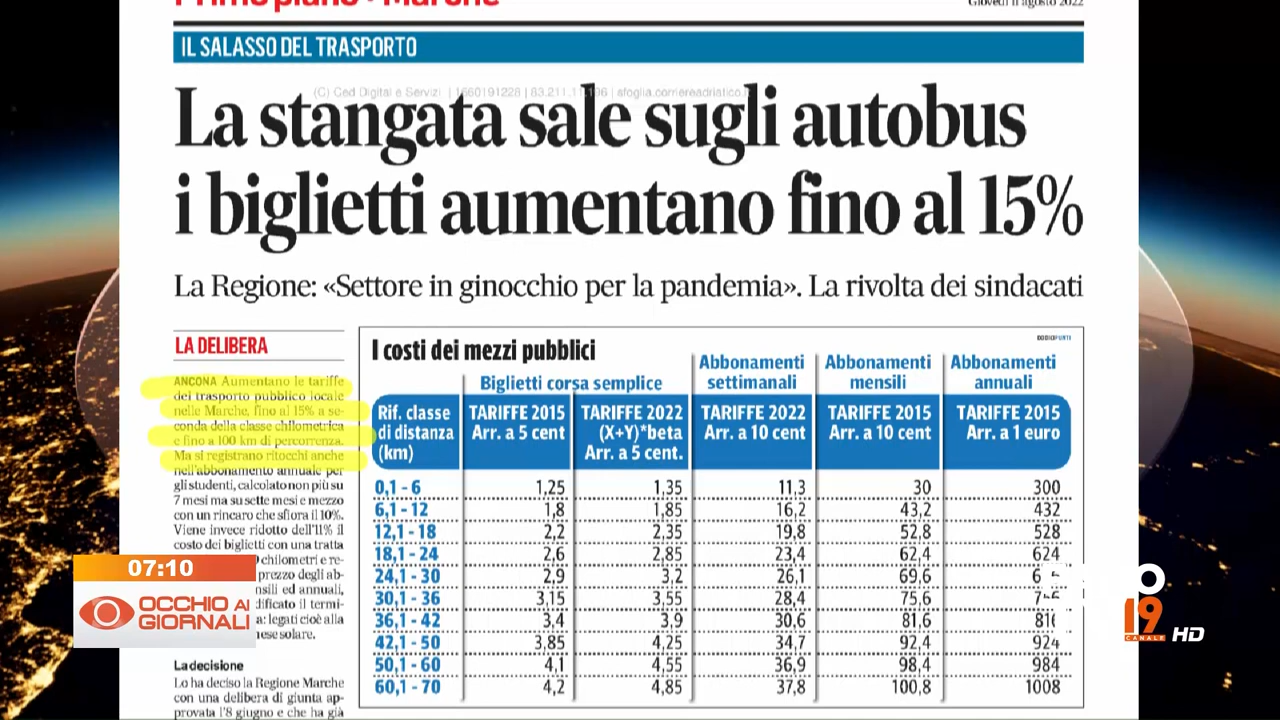 Primo piano • Marche
Giovedì 11 agosto 2022
IL SALASSO DEL TRASPORTO
La stangata sale sugli autobus
i biglietti aumentano fino al 15%
La Regione: «Settore in ginocchio per la pandemia». La rivolta dei sindacati
LA DELIBERA
ANCONA Aumentano le tariffe
del trasporto pubblico locale
nelle Marche, fino al 15% a se-
conda della classe chilometrica
e fino a 100 km di percorrenza.
Ma si registrano ritocchi anche
nell'abbonamento annuale per
gli studenti, calcolato non più su
7 mesi ma su sette mesi e mezzo
con un rincaro che sfiora il 10%.
Viene invece ridotto dell'11% il
costo dei biglietti con una tratta
chilometri e re-
prezzo degli ab-
nsili ed annuali,
dificato il termi-
a: legati cioè alla
nese solare.
La decisione
Lo ha deciso la Regione Marche
con una delibera di giunta ap-
provata l'8 giugno e che ha già
I costi dei mezzi pubblici
Biglietti corsa semplice
Abbonamenti settimanali
Abbonamenti mensili
Abbonamenti annuali
Rif. classe di distanza (km)
TARIFFE 2015 Arr. a 5 cent
TARIFFE 2022 (X+Y)*beta Arr. a 5 cent.
TARIFFE 2022 Arr. a 10 cent
TARIFFE 2015 Arr. a 10 cent
TARIFFE 2015 Arr. a 1 euro
0,1 - 6 1,25 1,35 11,3 30 300
6,1 - 12 1,8 1,85 16,2 43,2 432
12,1 - 18 2,2 2,35 19,8 52,8 528
18,1 - 24 2,6 2,85 23,4 62,4 624
24,1 - 30 2,9 3,2 26,1 69,6
30,1 - 36 3,15 3,55 28,4 75,6
36,1 - 42 3,4 3,9 30,6 81,6 816
42,1 - 50 3,85 4,25 34,7 92,4 924
50,1 - 60 4,1 4,55 36,9 98,4 984
60,1 - 70 4,2 4,85 37,8 100,8 1008
07:10
OCCHIO AI
GIORNALI
19
CANALE
HD